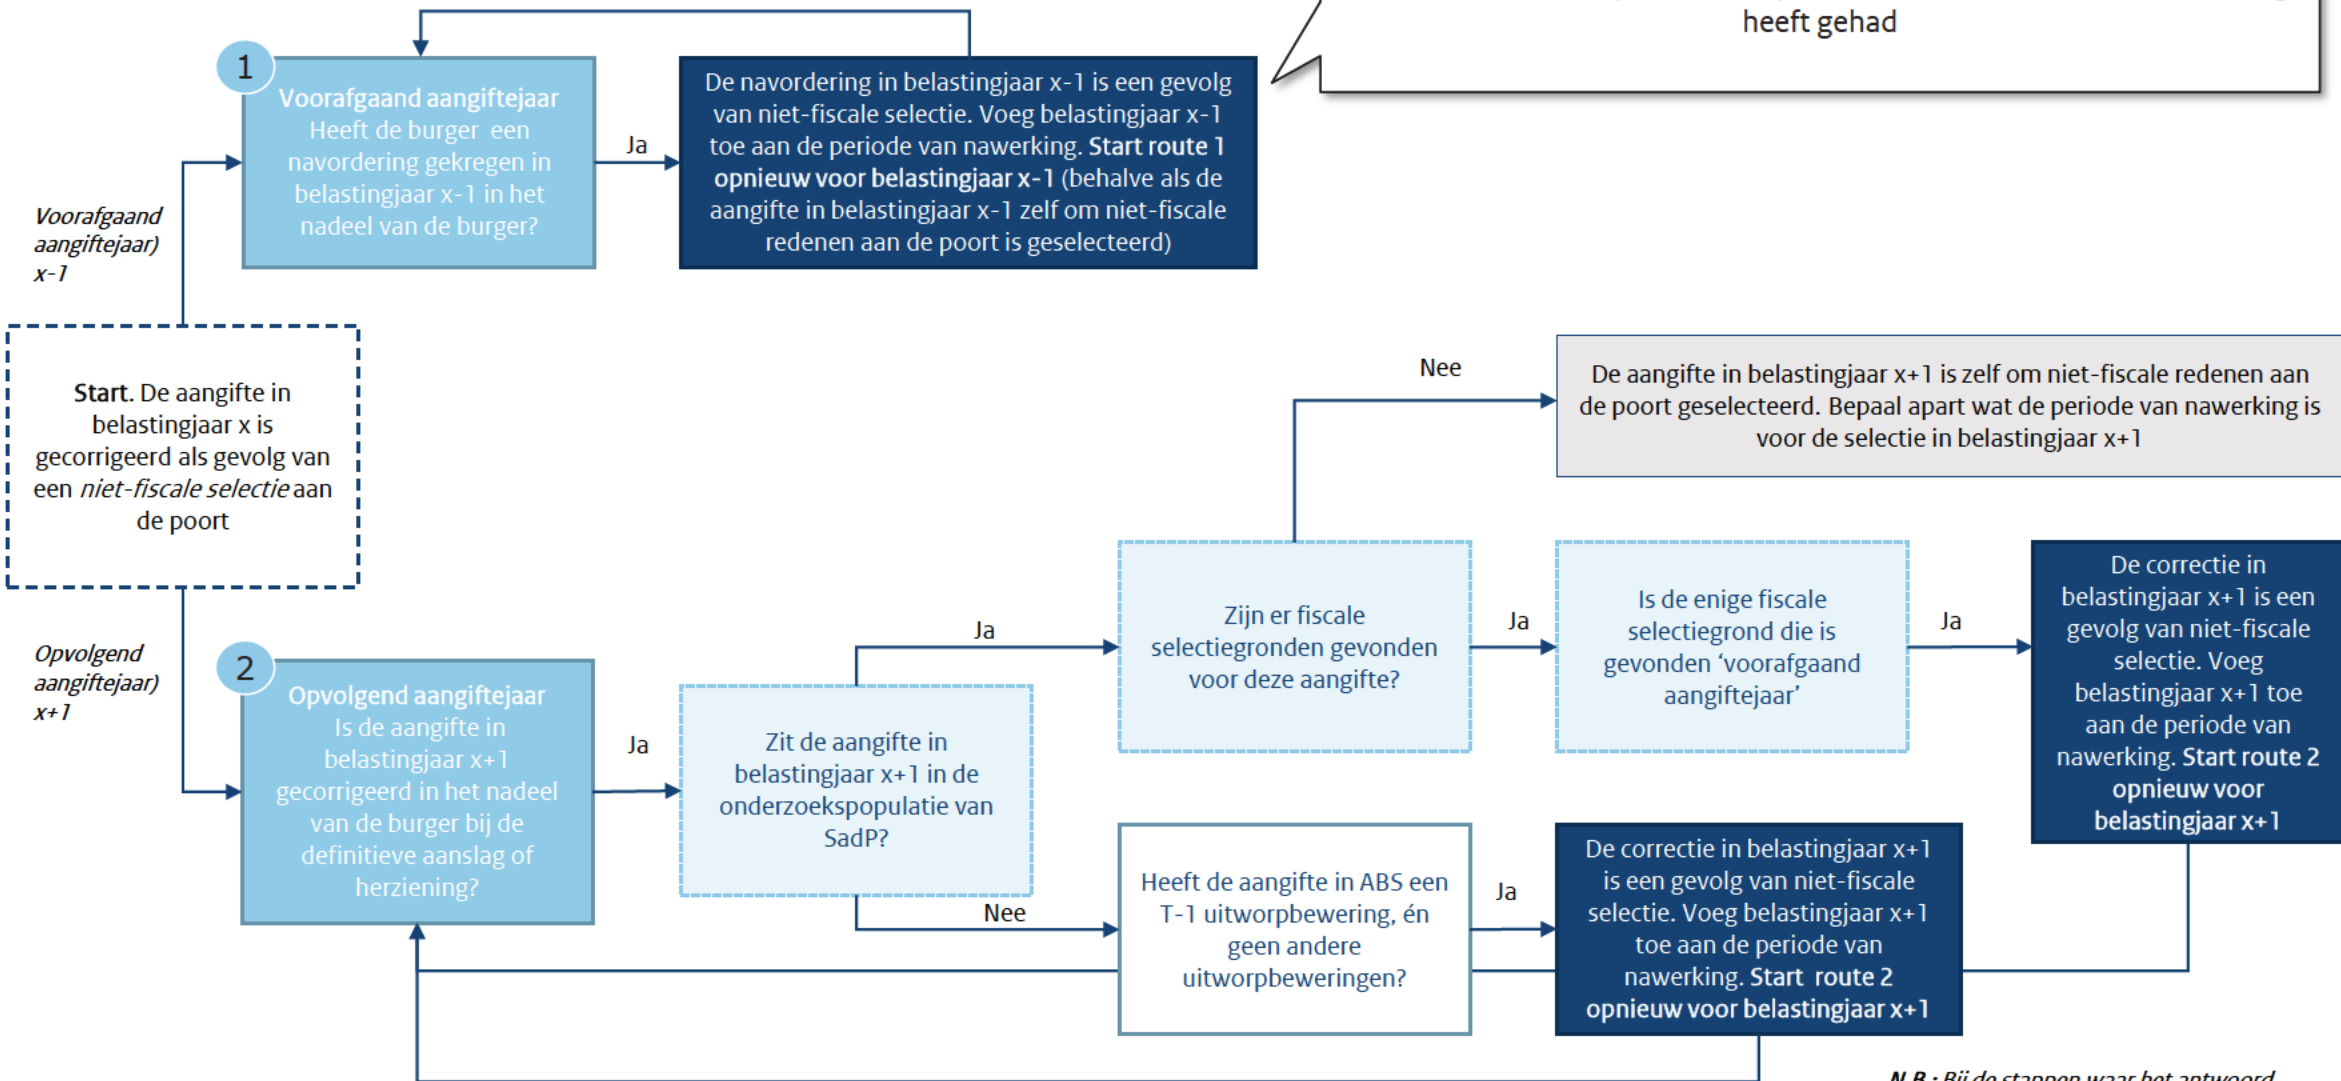 heeft gehad
1
Voorafgaand aangiftejaar
Heeft de burger een
navordering gekregen in
belastingjaar x-1 in het
nadeel van de burger?
Ja
De navordering in belastingjaar x-1 is een gevolg
van niet-fiscale selectie. Voeg belastingjaar x-1
toe aan de periode van nawerking. Start route 1
opnieuw voor belastingjaar x-1 (behalve als de
aangifte in belastingjaar x-1 zelf om niet-fiscale
redenen aan de poort is geselecteerd)
Voorafgaand
aangiftejaar)
x-1
Start. De aangifte in
belastingjaar x is
gecorrigeerd als gevolg van
een niet-fiscale selectie aan
de poort
Nee
De aangifte in belastingjaar x+1 is zelf om niet-fiscale redenen aan
de poort geselecteerd. Bepaal apart wat de periode van nawerking is
voor de selectie in belastingjaar x+1
Opvolgend
aangiftejaar)
x+1
2
Opvolgend aangiftejaar
Is de aangifte in
belastingjaar x+1
gecorrigeerd in het nadeel
van de burger bij de
definitieve aanslag of
herziening?
Ja
Zit de aangifte in
belastingjaar x+1 in de
onderzoekspopulatie van
SadP?
Ja
Zijn er fiscale
selectiegronden gevonden
voor deze aangifte?
Ja
Is de enige fiscale
selectiegrond die is
gevonden ‘voorafgaand
aangiftejaar’
Ja
De correctie in
belastingjaar x+1 is een
gevolg van niet-fiscale
selectie. Voeg
belastingjaar x+1 toe
aan de periode van
nawerking. Start route 2
opnieuw voor
belastingjaar x+1
Nee
Heeft de aangifte in ABS een
T-1 uitworpbewering, én
geen andere
uitworpbeweringen?
Ja
De correctie in belastingjaar x+1
is een gevolg van niet-fiscale
selectie. Voeg belastingjaar x+1
toe aan de periode van
nawerking. Start route 2
opnieuw voor belastingjaar x+1
N.B.: Bij de stappen waar het antwoord